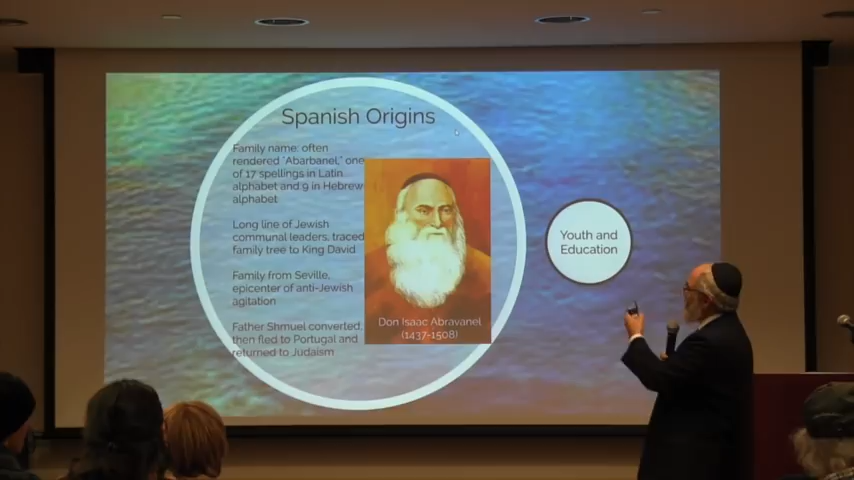 Spanish Origins
Family name: often
rendered "Abarbanel," one
of 17 spellings in Latin
alphabet and 9 in Hebrew
alphabet
Long line of Jewish
communal leaders, traced
family tree to King David
Family from Seville,
epicenter of anti-Jewish
agitation
Father Shmuel converted,
then fled to Portugal and
returned to Judaism
Don Isaac Abravanel
(1437-1508)
Youth and
Education